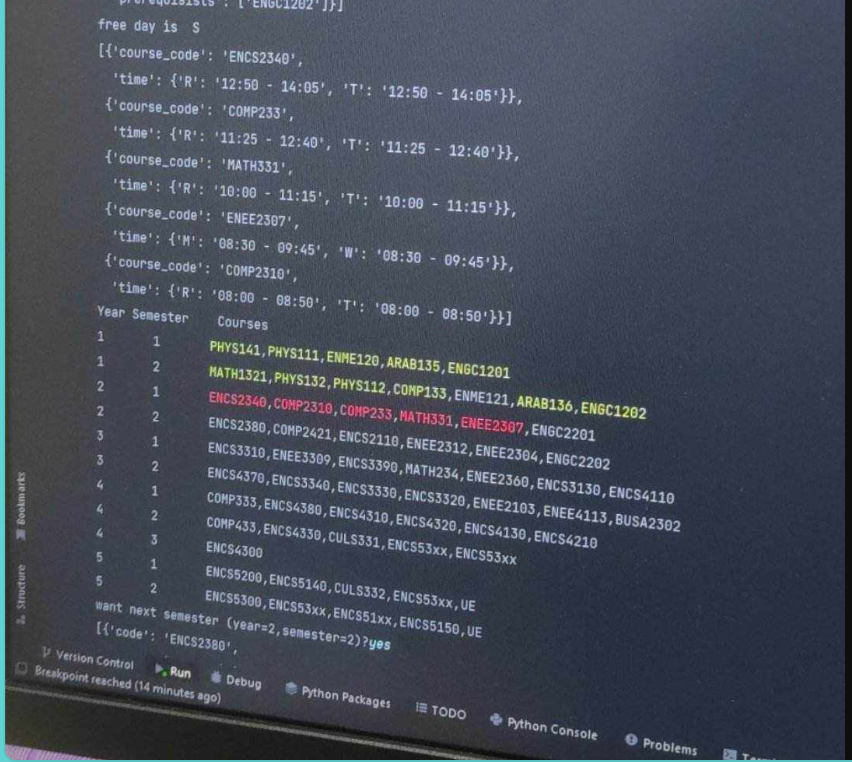 prerequisists': ['ENGC1202']}]
free day is  S
[{'course_code': 'ENCS2340',
'time': {'R': '12:50 - 14:05', 'T': '12:50 - 14:05'}},
{'course_code': 'COMP233',
'time': {'R': '11:25 - 12:40', 'T': '11:25 - 12:40'}},
{'course_code': 'MATH331',
'time': {'R': '10:00 - 11:15', 'T': '10:00 - 11:15'}},
{'course_code': 'ENEE2307',
'time': {'M': '08:30 - 09:45', 'W': '08:30 - 09:45'}},
{'course_code': 'COMP2310',
'time': {'R': '08:00 - 08:50', 'T': '08:00 - 08:50'}}]
Year Semester Courses
1 1 PHYS141,PHYS111,ENME120,ARAB135,ENGC1201
1 2 MATH1321,PHYS132,PHYS112,COMP133,ENME121,ARAB136,ENGC1202
2 1 ENCS2340,COMP2310,COMP233,MATH331,ENEE2307,ENGC2201
2 2 ENCS2380,COMP2421,ENCS2110,ENEE2312,ENEE2304,ENGC2202
3 1 ENCS3310,ENEE3309,ENCS3390,MATH234,ENEE2360,ENCS3130,ENCS4110
3 2 ENCS4370,ENCS3340,ENCS3330,ENCS3320,ENEE2103,ENEE4113,BUSA2302
4 1 COMP333,ENCS4380,ENCS4310,ENCS4320,ENCS4130,ENCS4210
4 2 COMP433,ENCS4330,CULS331,ENCS53xx,ENCS53xx
4 3 ENCS4300
5 1 ENCS5200,ENCS5140,CULS332,ENCS53xx,UE
5 2 ENCS5300,ENCS53xx,ENCS51xx,ENCS5150,UE
want next semester (year=2,semester=2)?yes
[{'code': 'ENCS2380',
Bookmarks
Structure
Version Control Run Debug Python Packages TODO Python Console Problems
Breakpoint reached (14 minutes ago)